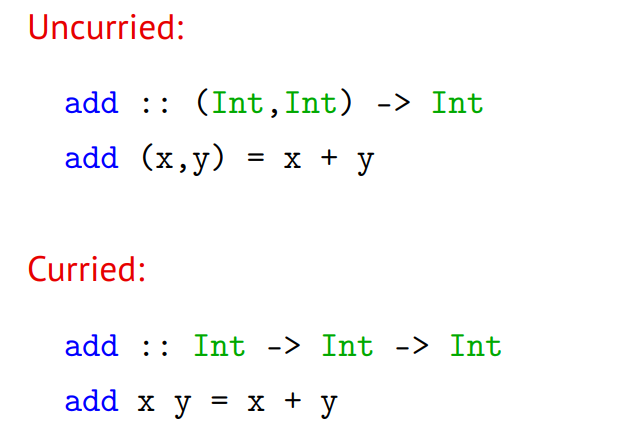 Uncurried:
add :: (Int,Int) -> Int
add (x,y) = x + y
Curried:
add :: Int -> Int -> Int
add x y = x + y